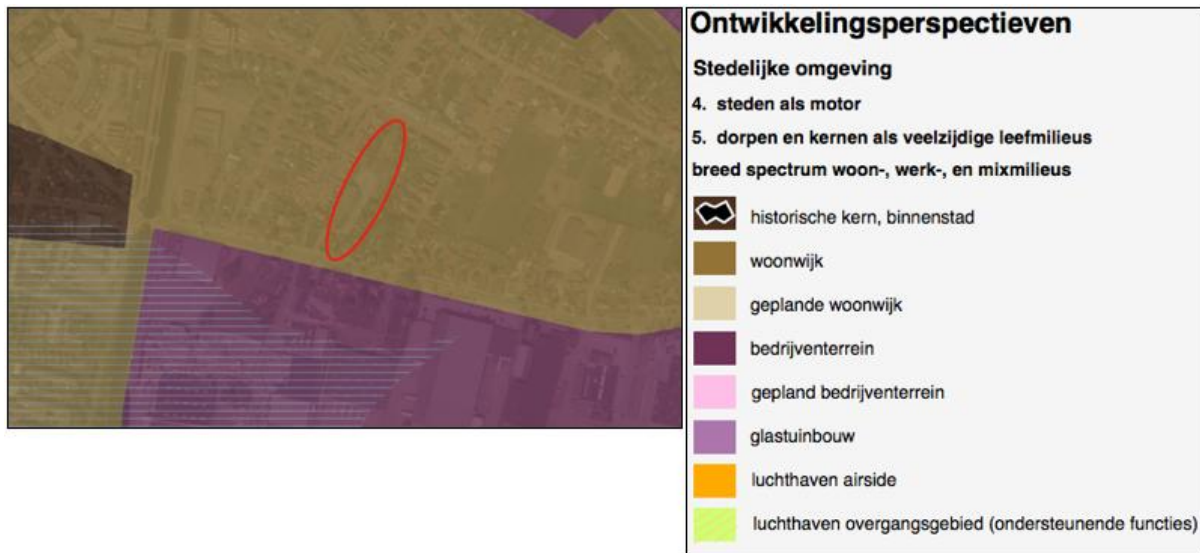 Ontwikkelingsperspectieven
Stedelijke omgeving
4. steden als motor
5. dorpen en kernen als veelzijdige leefmilieus
breed spectrum woon-, werk-, en mixmilieus
historische kern, binnenstad
woonwijk
geplande woonwijk
bedrijventerrein
gepland bedrijventerrein
glastuinbouw
luchthaven airside
luchthaven overgangsgebied (ondersteunende functies)